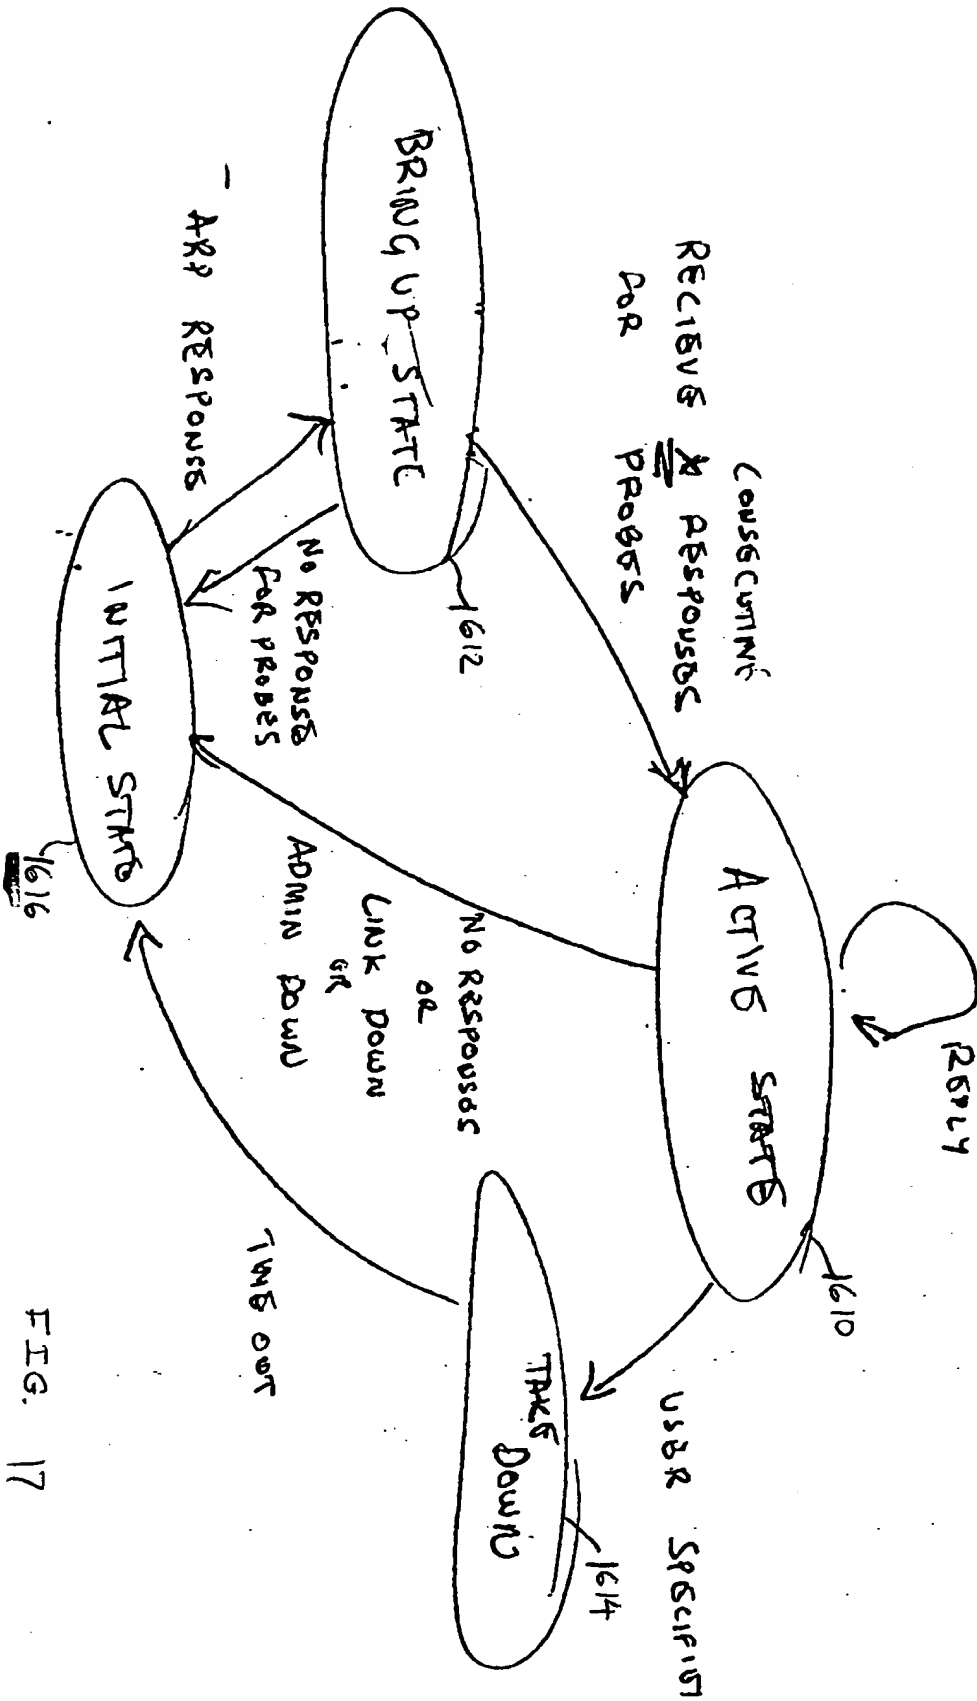 REPLY
1610
ACTIVE STATE
USER SPECIFIED
CONSECUTIVE
RECIEVE X RESPONSES
FOR PROBES
1614
TAKE
DOWN
BRING UP STATE
1612
NO RESPONSES
OR
LINK DOWN
OR
ADMIN DOWN
NO RESPONSE
FOR PROBES
TIME OUT
- ARP RESPONSE
INITIAL STATE
1616
FIG. 17